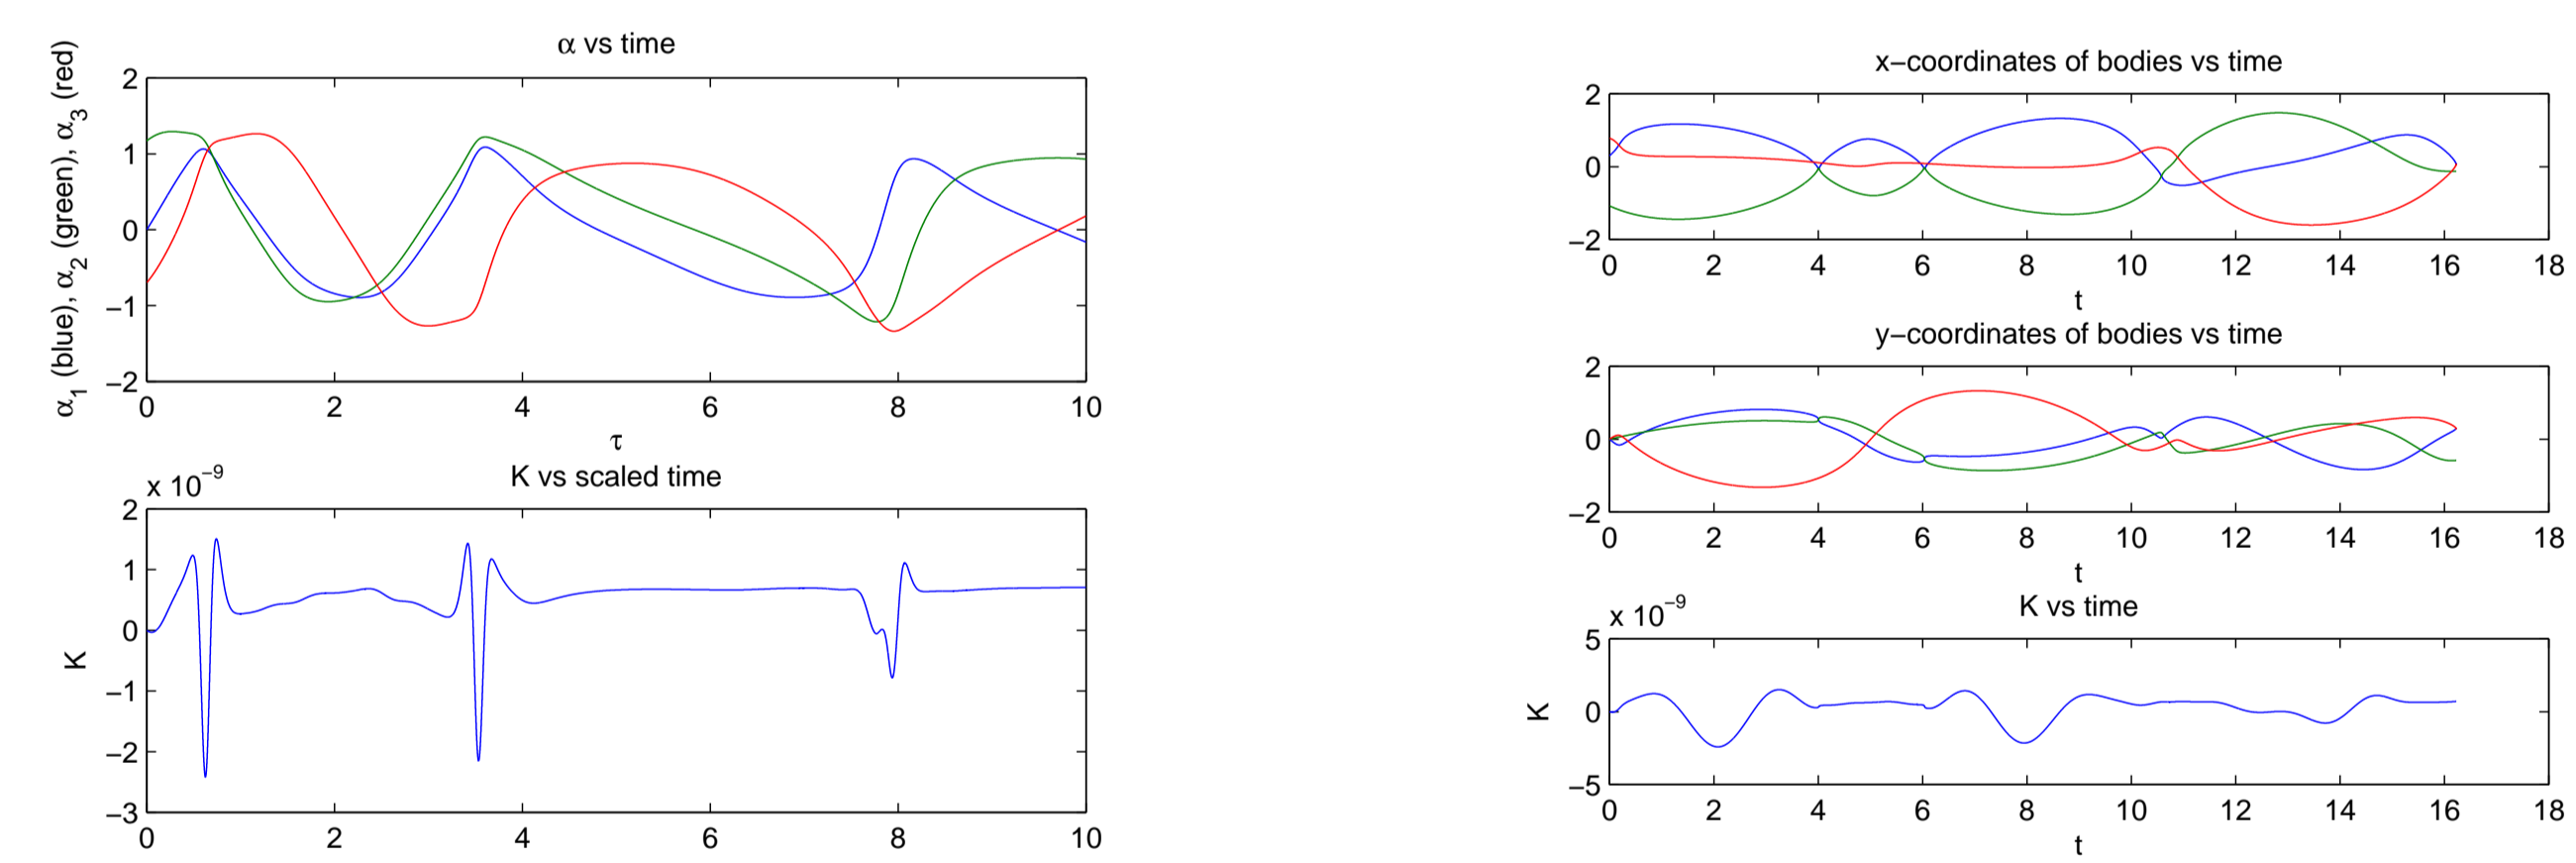 α vs time
α1 (blue), α2 (green), α3 (red)
2
1
0
−1
−2
0 2 4 6 8 10
τ
K vs scaled time
x 10−9
K
2
1
0
−1
−2
−3
0 2 4 6 8 10
x−coordinates of bodies vs time
2
0
−2
0 2 4 6 8 10 12 14 16 18
t
y−coordinates of bodies vs time
2
0
−2
0 2 4 6 8 10 12 14 16 18
t
K vs time
x 10−9
K
5
0
−5
0 2 4 6 8 10 12 14 16 18
t